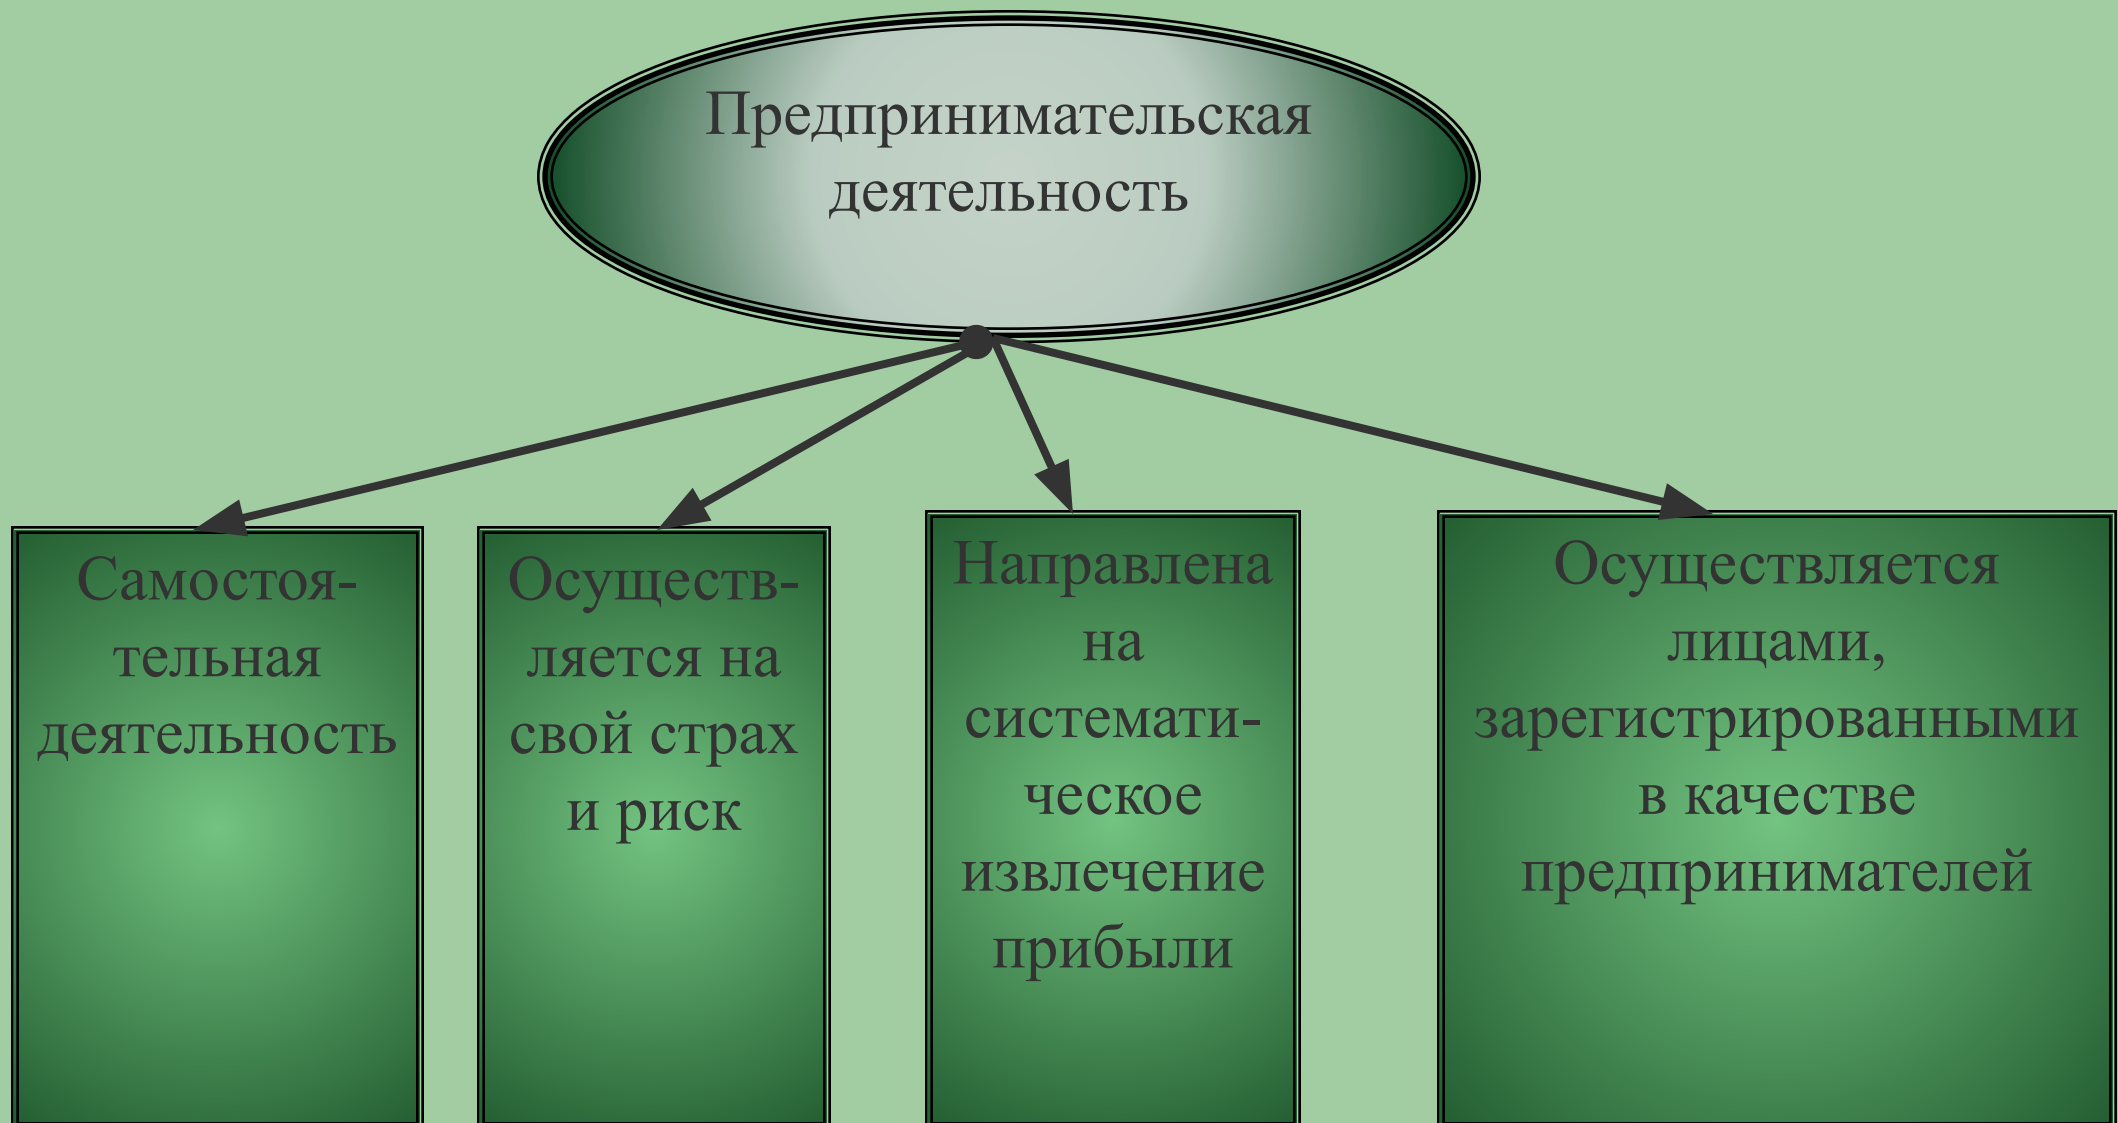 Предпринимательская
деятельность
Самостоя-
тельная
деятельность
Осуществ-
ляется на
свой страх
и риск
Направлена
на
системати-
ческое
извлечение
прибыли
Осуществляется
лицами,
зарегистрированными
в качестве
предпринимателей